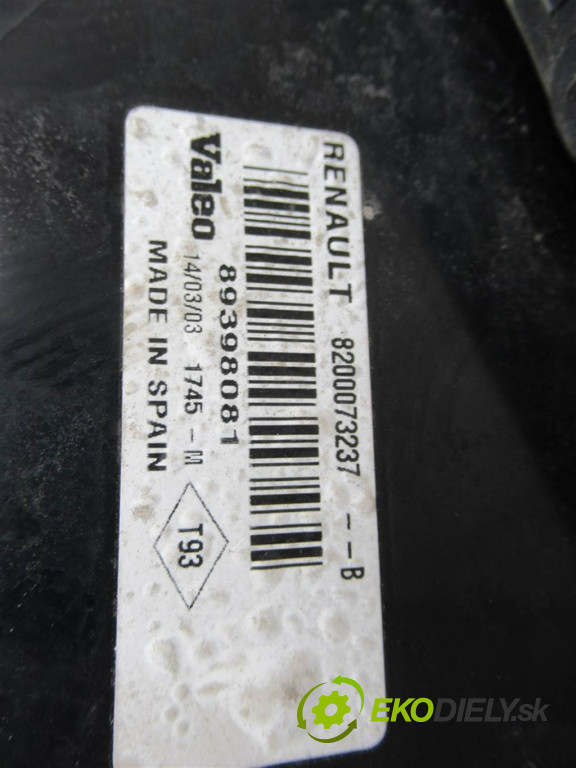 RENAULT 8200073237 --B
89398081
Valeo 14/03/03 1745-M
T93
MADE IN SPAIN
EKODIELY.sk